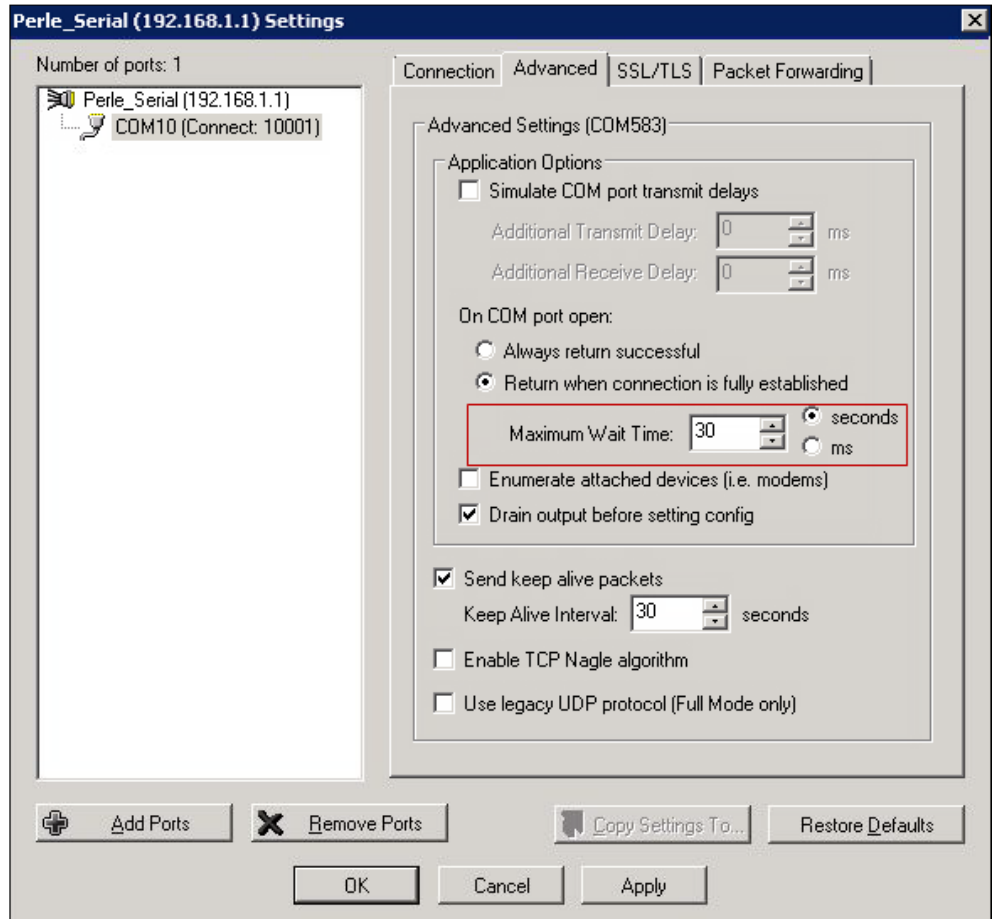 Perle_Serial (192.168.1.1) Settings
Number of ports: 1
Perle_Serial (192.168.1.1)
COM10 (Connect: 10001)
Connection Advanced SSL/TLS Packet Forwarding
Advanced Settings (COM583)
Application Options
Simulate COM port transmit delays
Additional Transmit Delay: 0 ms
Additional Receive Delay: 0 ms
On COM port open:
Always return successful
Return when connection is fully established
Maximum Wait Time: 30 seconds
ms
Enumerate attached devices (i.e. modems)
Drain output before setting config
Send keep alive packets
Keep Alive Interval: 30 seconds
Enable TCP Nagle algorithm
Use legacy UDP protocol (Full Mode only)
Add Ports Remove Ports Copy Settings To... Restore Defaults
OK Cancel Apply